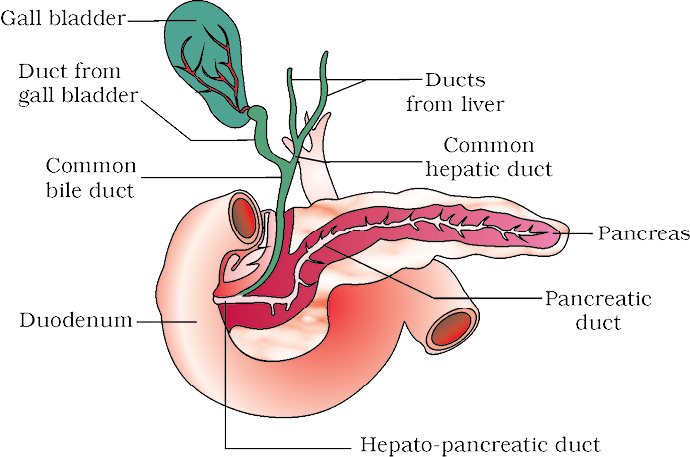 Gall bladder
Duct from
gall bladder
Ducts
from liver
Common
hepatic duct
Common
bile duct
Pancreas
Pancreatic
duct
Duodenum
Hepato-pancreatic duct